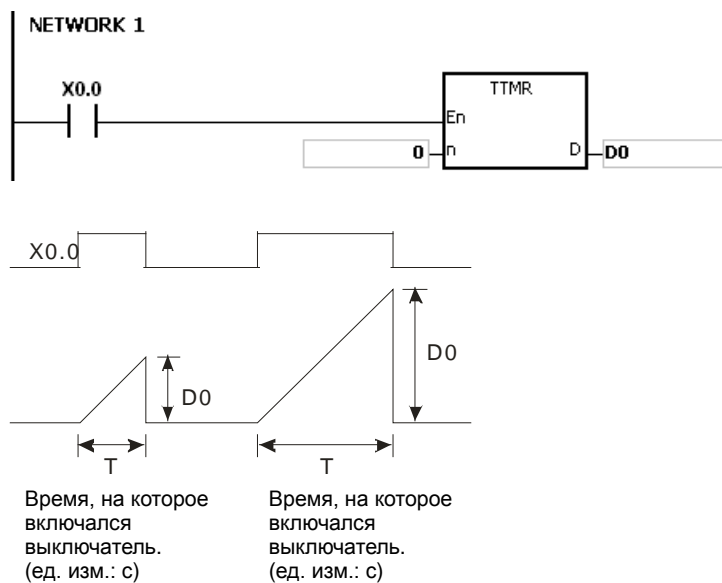 NETWORK 1
X0.0
TTMR
En
0 n D D0
X0.0
D0
D0
T T
Время, на которое
включался
выключатель.
(ед. изм.: с)
Время, на которое
включался
выключатель.
(ед. изм.: с)